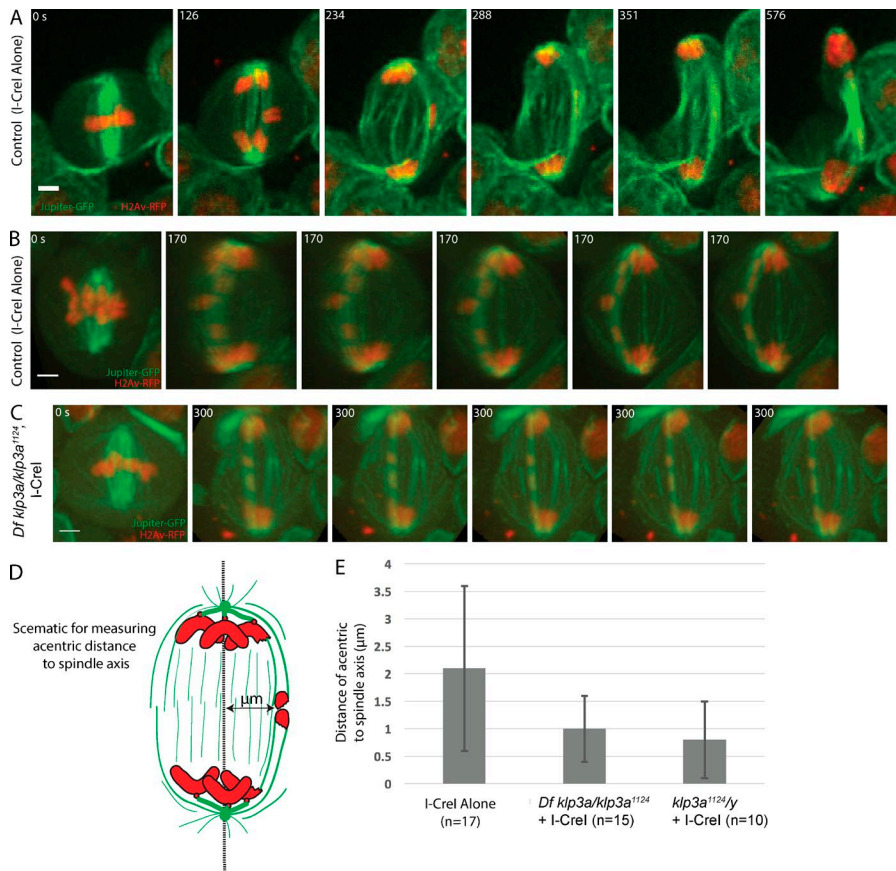 A
Control (I-CreI Alone)
0 s
126
234
288
351
576
Jupiter-GFP
H2Av-RFP
B
Control (I-CreI Alone)
0 s
170
170
170
170
170
Jupiter-GFP
H2Av-RFP
C
Df klp3a/klp3a¹¹²⁴;
I-CreI
0 s
300
300
300
300
300
Jupiter-GFP
H2Av-RFP
D
Scematic for measuring
acentric distance
to spindle axis
μm
E
Distance of acentric
to spindle axis (μm)
4
3.5
3
2.5
2
1.5
1
0.5
0
I-CreI Alone
(n=17)
Df klp3a/klp3a¹¹²⁴
+ I-CreI (n=15)
klp3a¹¹²⁴/y
+ I-CreI (n=10)